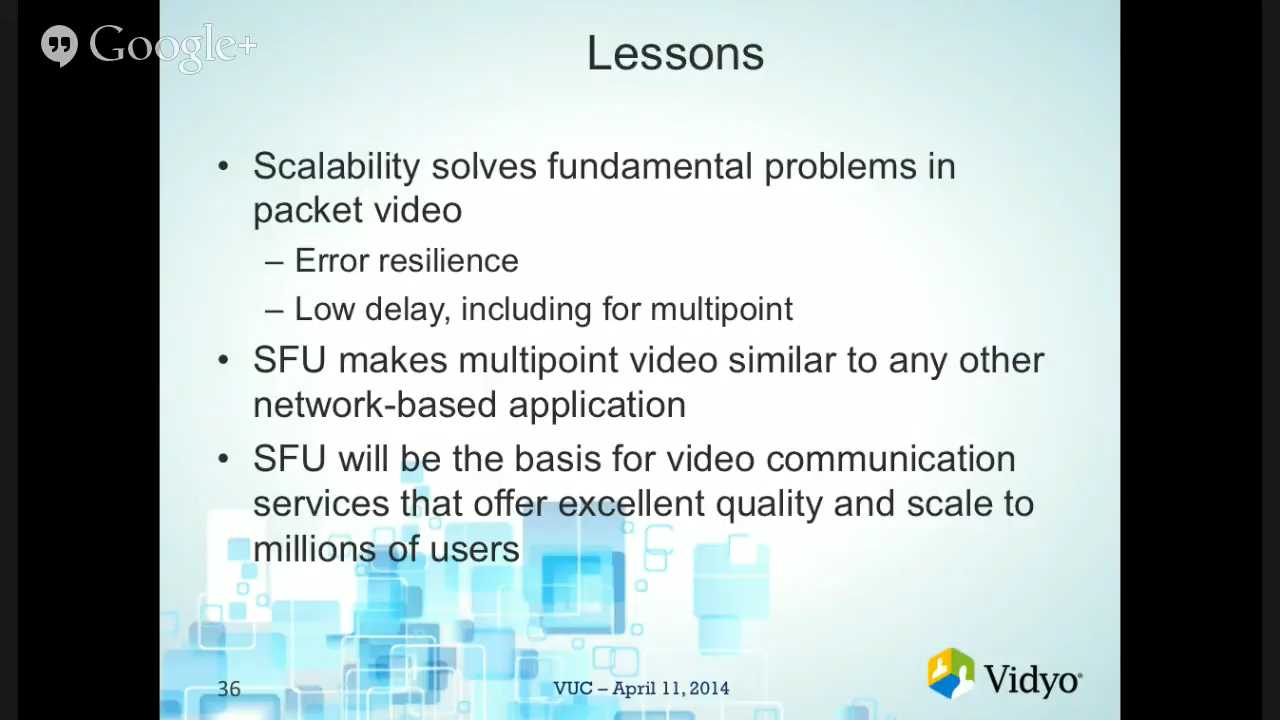 Google+
Lessons
• Scalability solves fundamental problems in
packet video
– Error resilience
– Low delay, including for multipoint
• SFU makes multipoint video similar to any other
network-based application
• SFU will be the basis for video communication
services that offer excellent quality and scale to
millions of users
36
VUC – April 11, 2014
Vidyo